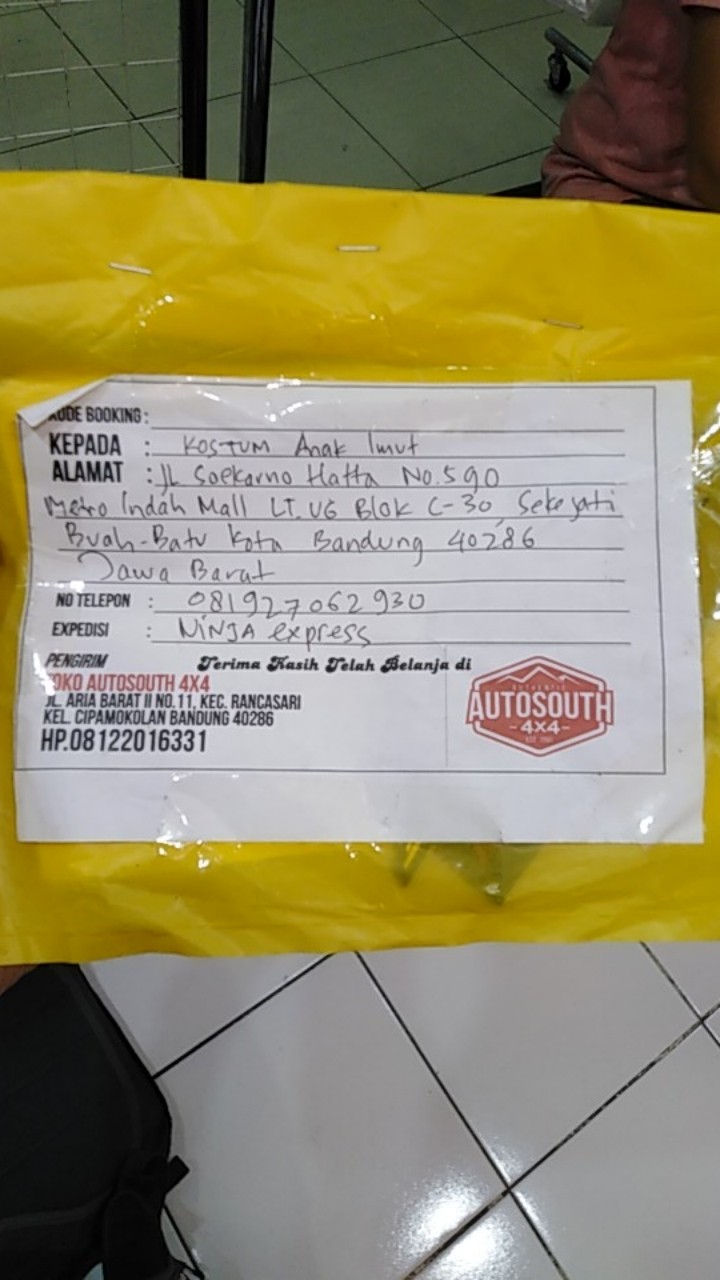 KODE BOOKING :
KEPADA : KOSTUM Anak Imut
ALAMAT : JL Soekarno Hatta No.590
Metro Indah Mall LT.UG Blok C-30, Sekejati
Buah-Batu Kota Bandung 40286
Jawa Barat
NO TELEPON : 081927062930
EXPEDISI : NINJA express
PENGIRIM
Terima Kasih Telah Belanja di
TOKO AUTOSOUTH 4X4
JL. ARIA BARAT II NO.11, KEC. RANCASARI
KEL. CIPAMOKOLAN BANDUNG 40286
HP.08122016331
AUTHENTIC
AUTOSOUTH
-4X4-